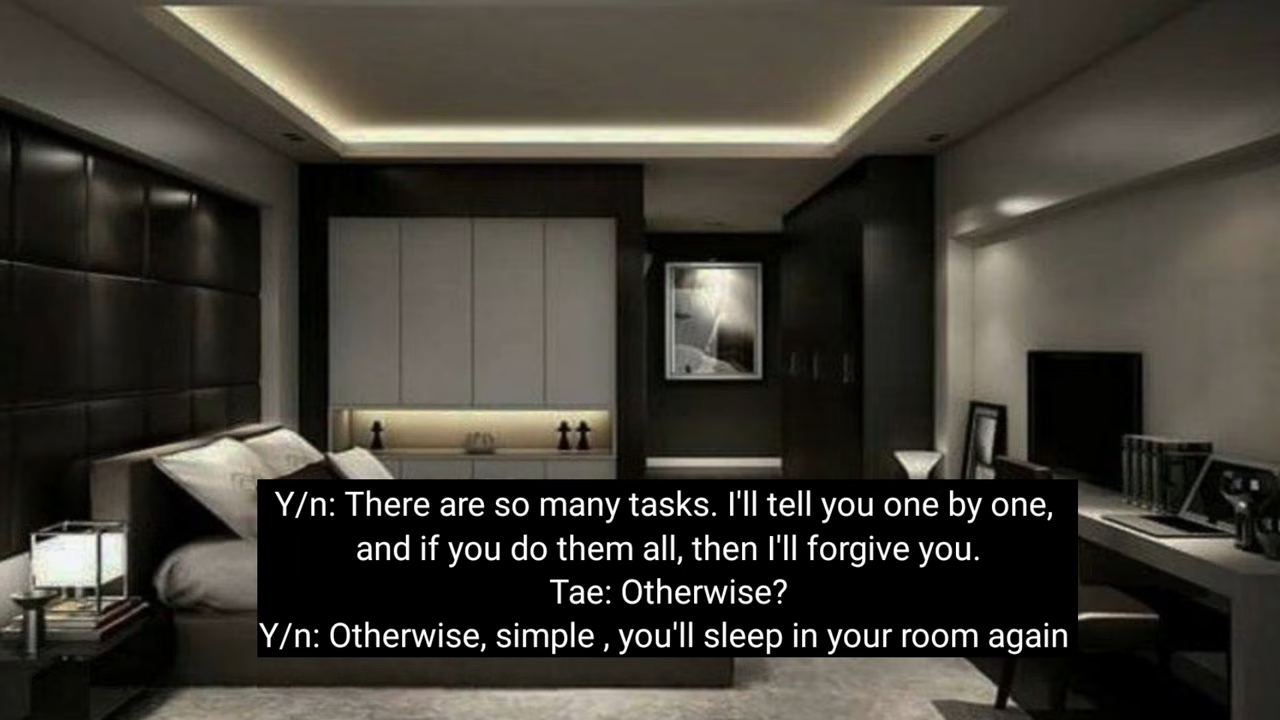 Y/n: There are so many tasks. I'll tell you one by one,
and if you do them all, then I'll forgive you.
Tae: Otherwise?
Y/n: Otherwise, simple , you'll sleep in your room again